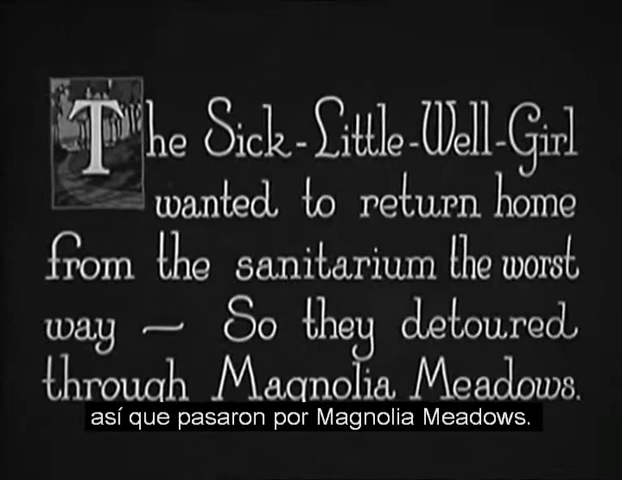 The Sick-Little-Well-Girl
wanted to return home
from the sanitarium the worst
way — So they detoured
through Magnolia Meadows.
así que pasaron por Magnolia Meadows.